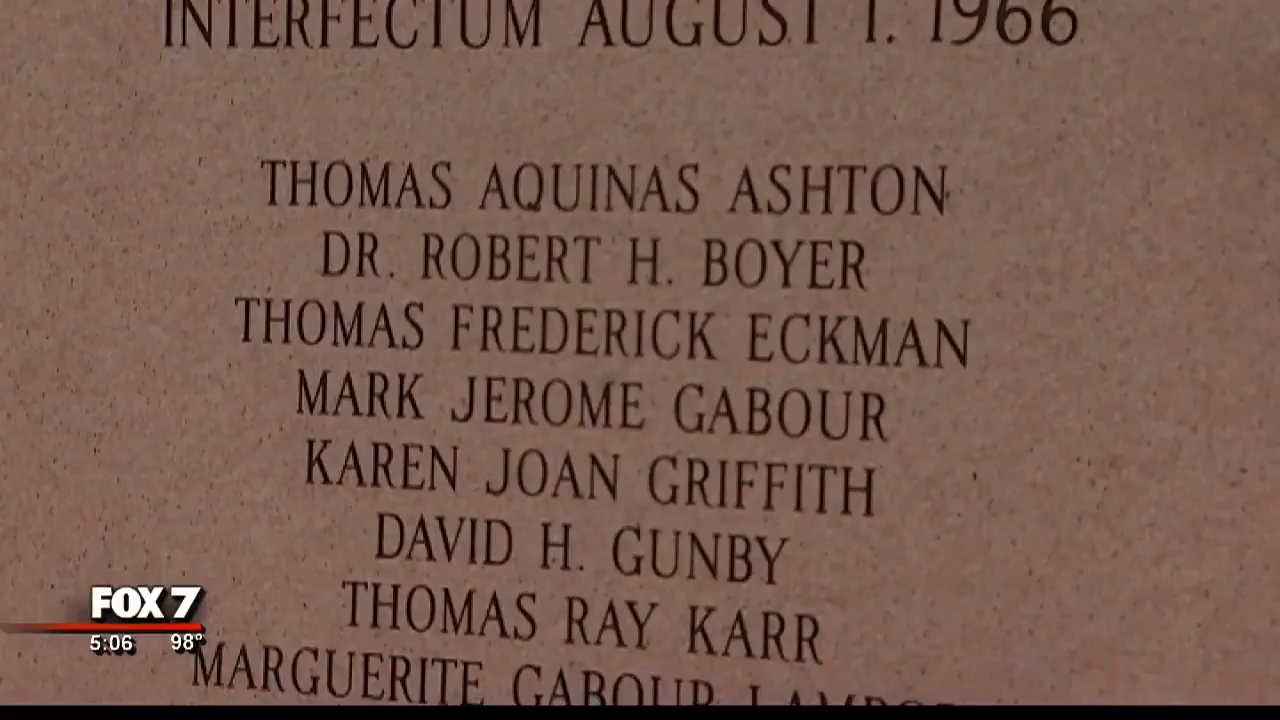 INTERFECTUM AUGUST 1. 1966
THOMAS AQUINAS ASHTON
DR. ROBERT H. BOYER
THOMAS FREDERICK ECKMAN
MARK JEROME GABOUR
KAREN JOAN GRIFFITH
DAVID H. GUNBY
THOMAS RAY KARR
MARGUERITE GABOUR
FOX 7
5:06 98°